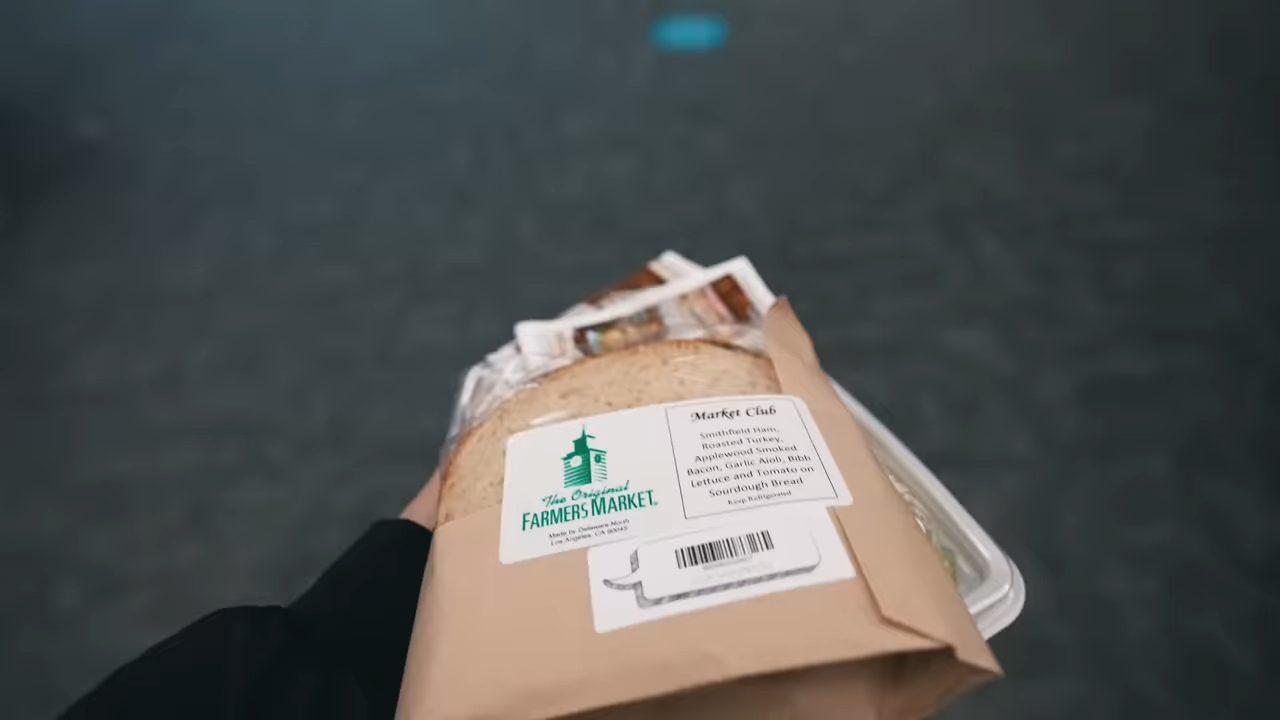 The Original
FARMERS MARKET
Made by Delaware North
Los Angeles, CA 90045
Market Club
Smithfield Ham,
Roasted Turkey,
Applewood Smoked
Bacon, Garlic Aioli, Bibb
Lettuce and Tomato on
Sourdough Bread
Keep Refrigerated